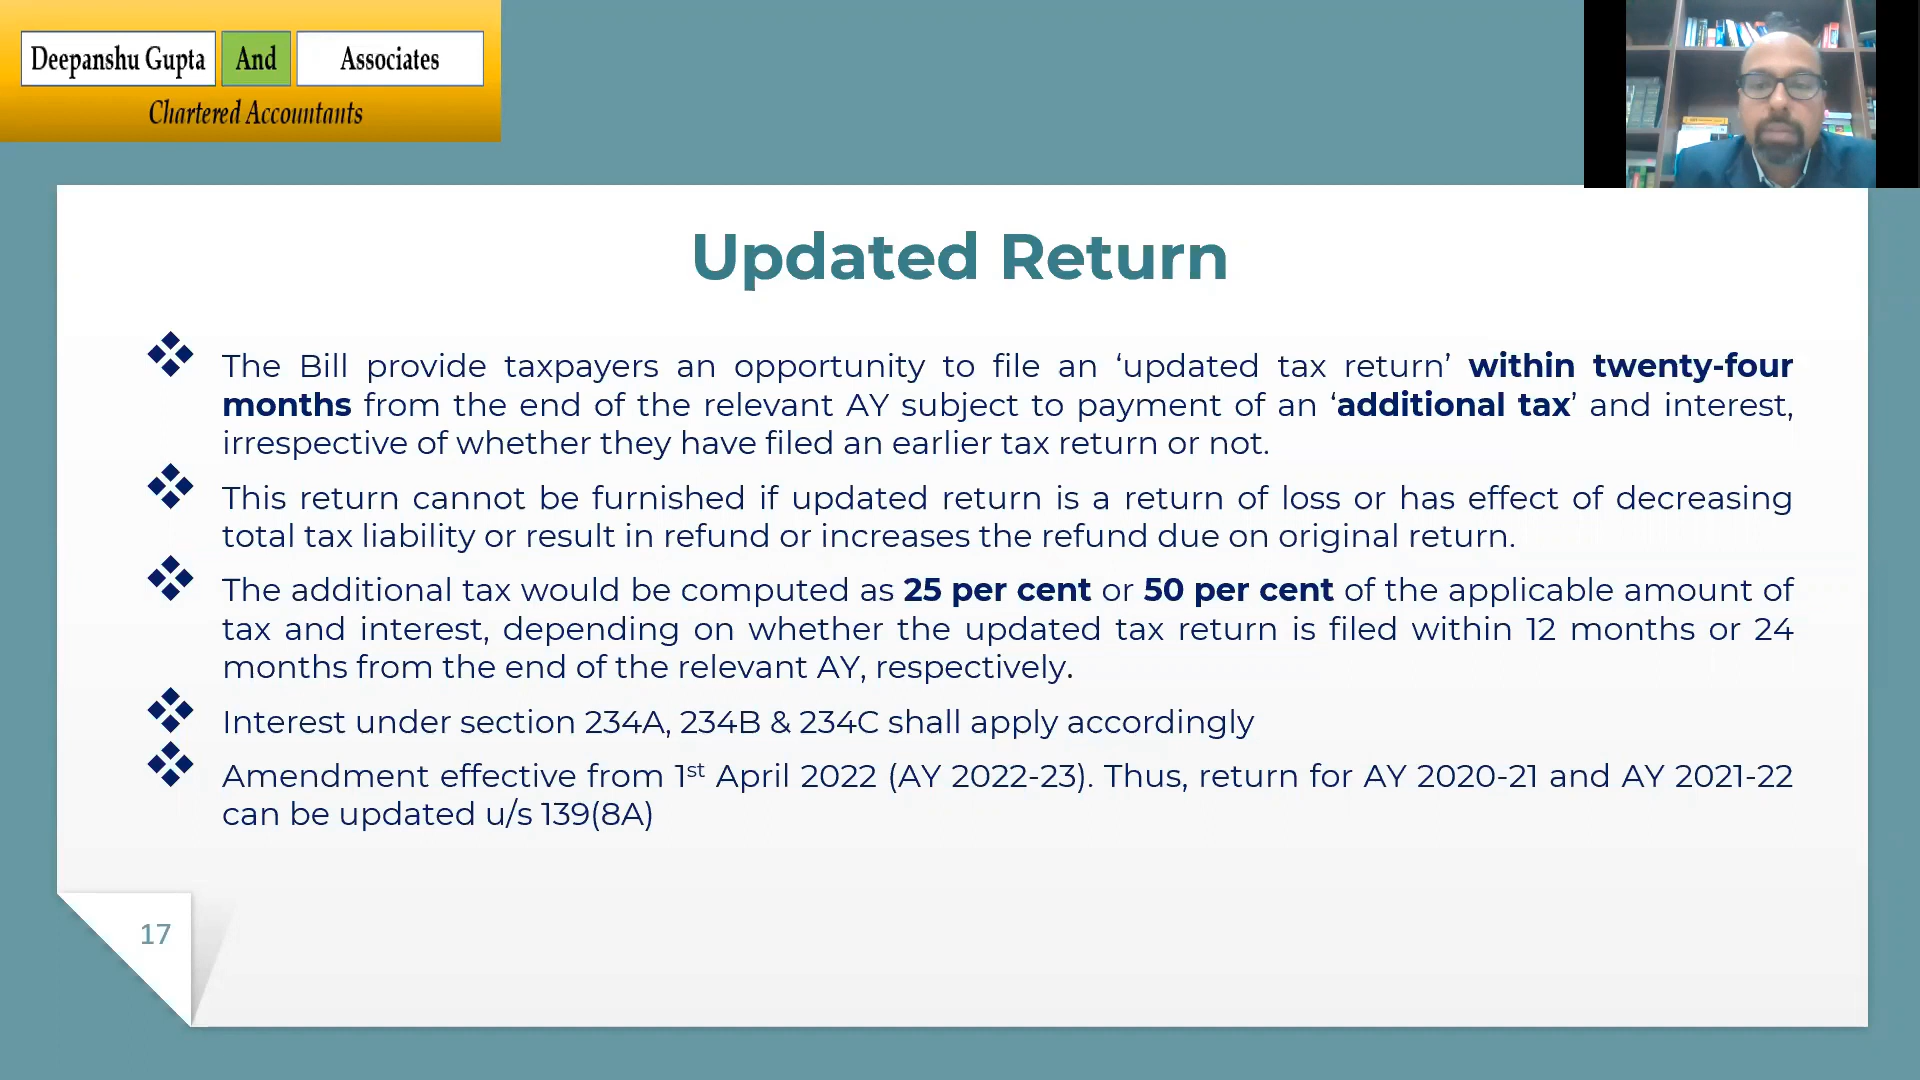 Deepanshu Gupta And Associates
Chartered Accountants
Updated Return
The Bill provide taxpayers an opportunity to file an ‘updated tax return’ within twenty-four
months from the end of the relevant AY subject to payment of an ‘additional tax’ and interest,
irrespective of whether they have filed an earlier tax return or not.
This return cannot be furnished if updated return is a return of loss or has effect of decreasing
total tax liability or result in refund or increases the refund due on original return.
The additional tax would be computed as 25 per cent or 50 per cent of the applicable amount of
tax and interest, depending on whether the updated tax return is filed within 12 months or 24
months from the end of the relevant AY, respectively.
Interest under section 234A, 234B & 234C shall apply accordingly
Amendment effective from 1st April 2022 (AY 2022-23). Thus, return for AY 2020-21 and AY 2021-22
can be updated u/s 139(8A)
17